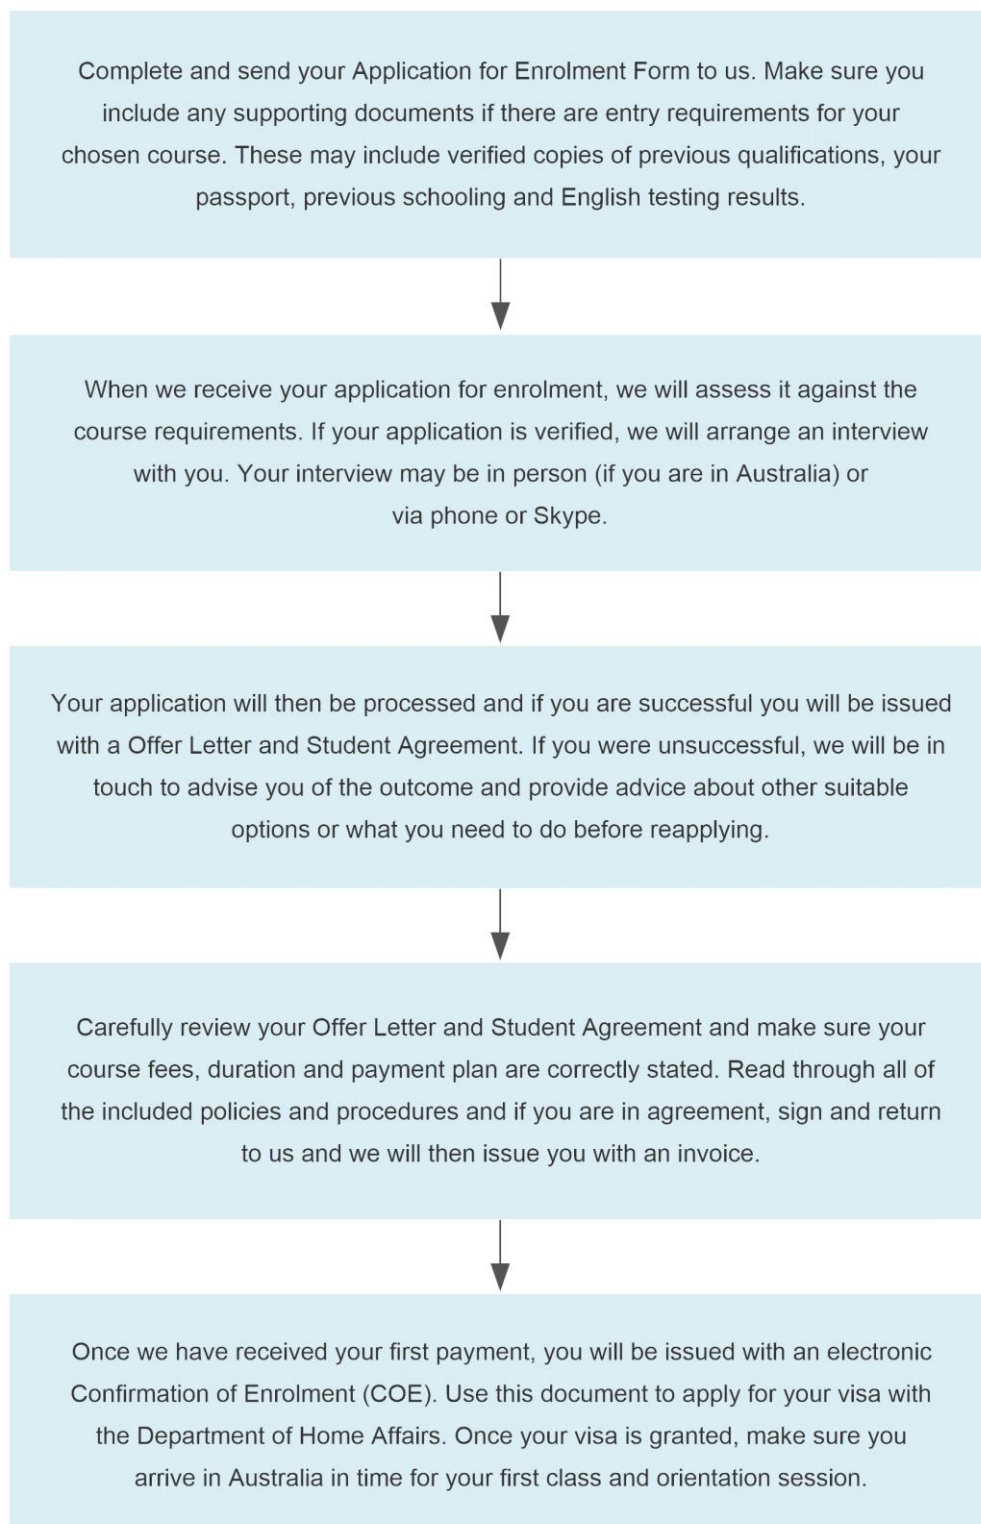 Complete and send your Application for Enrolment Form to us. Make sure you
include any supporting documents if there are entry requirements for your
chosen course. These may include verified copies of previous qualifications, your
passport, previous schooling and English testing results.
When we receive your application for enrolment, we will assess it against the
course requirements. If your application is verified, we will arrange an interview
with you. Your interview may be in person (if you are in Australia) or
via phone or Skype.
Your application will then be processed and if you are successful you will be issued
with a Offer Letter and Student Agreement. If you were unsuccessful, we will be in
touch to advise you of the outcome and provide advice about other suitable
options or what you need to do before reapplying.
Carefully review your Offer Letter and Student Agreement and make sure your
course fees, duration and payment plan are correctly stated. Read through all of
the included policies and procedures and if you are in agreement, sign and return
to us and we will then issue you with an invoice.
Once we have received your first payment, you will be issued with an electronic
Confirmation of Enrolment (COE). Use this document to apply for your visa with
the Department of Home Affairs. Once your visa is granted, make sure you
arrive in Australia in time for your first class and orientation session.